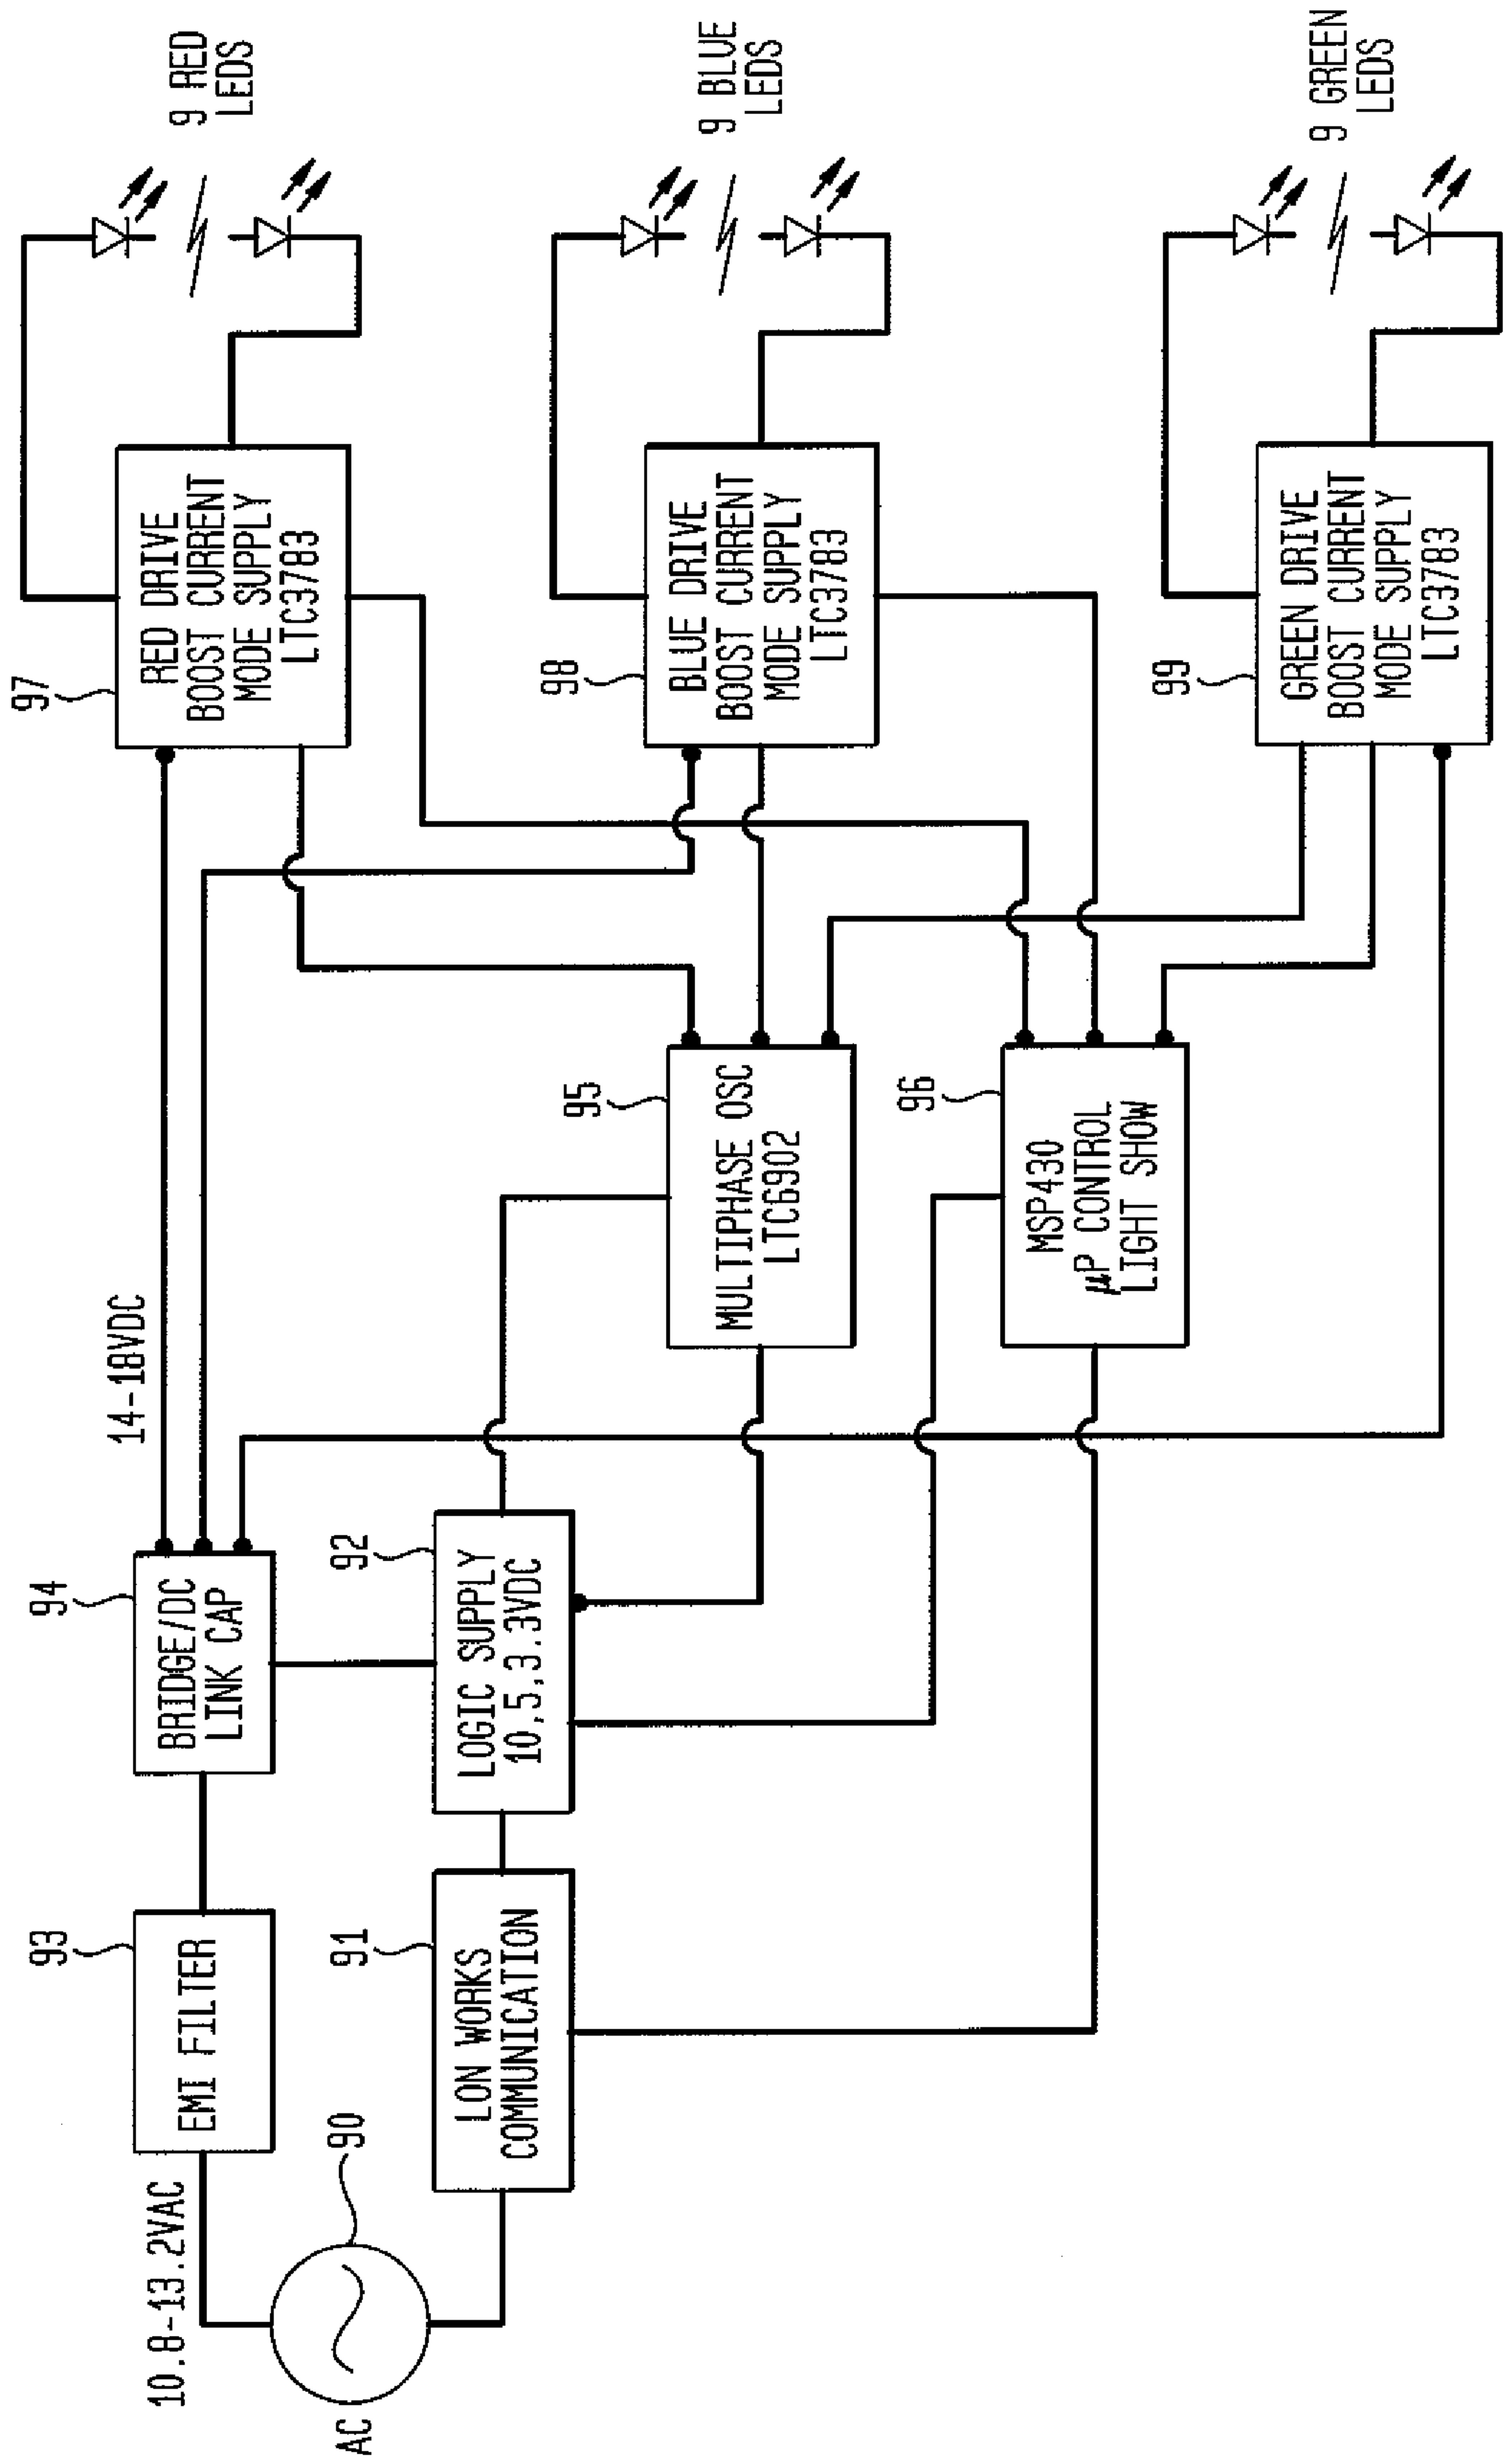 AC
90
10.8-13.2VAC
93
EMI FILTER
91
LON WORKS
COMMUNICATION
94
BRIDGE/DC
LINK CAP
92
LOGIC SUPPLY
10,5,3.3VDC
14-18VDC
95
MULTIPHASE OSC
LTC6902
96
MSP430
µP CONTROL
LIGHT SHOW
97
RED DRIVE
BOOST CURRENT
MODE SUPPLY
LTC3783
98
BLUE DRIVE
BOOST CURRENT
MODE SUPPLY
LTC3783
99
GREEN DRIVE
BOOST CURRENT
MODE SUPPLY
LTC3783
9 RED
LEDS
9 BLUE
LEDS
9 GREEN
LEDS